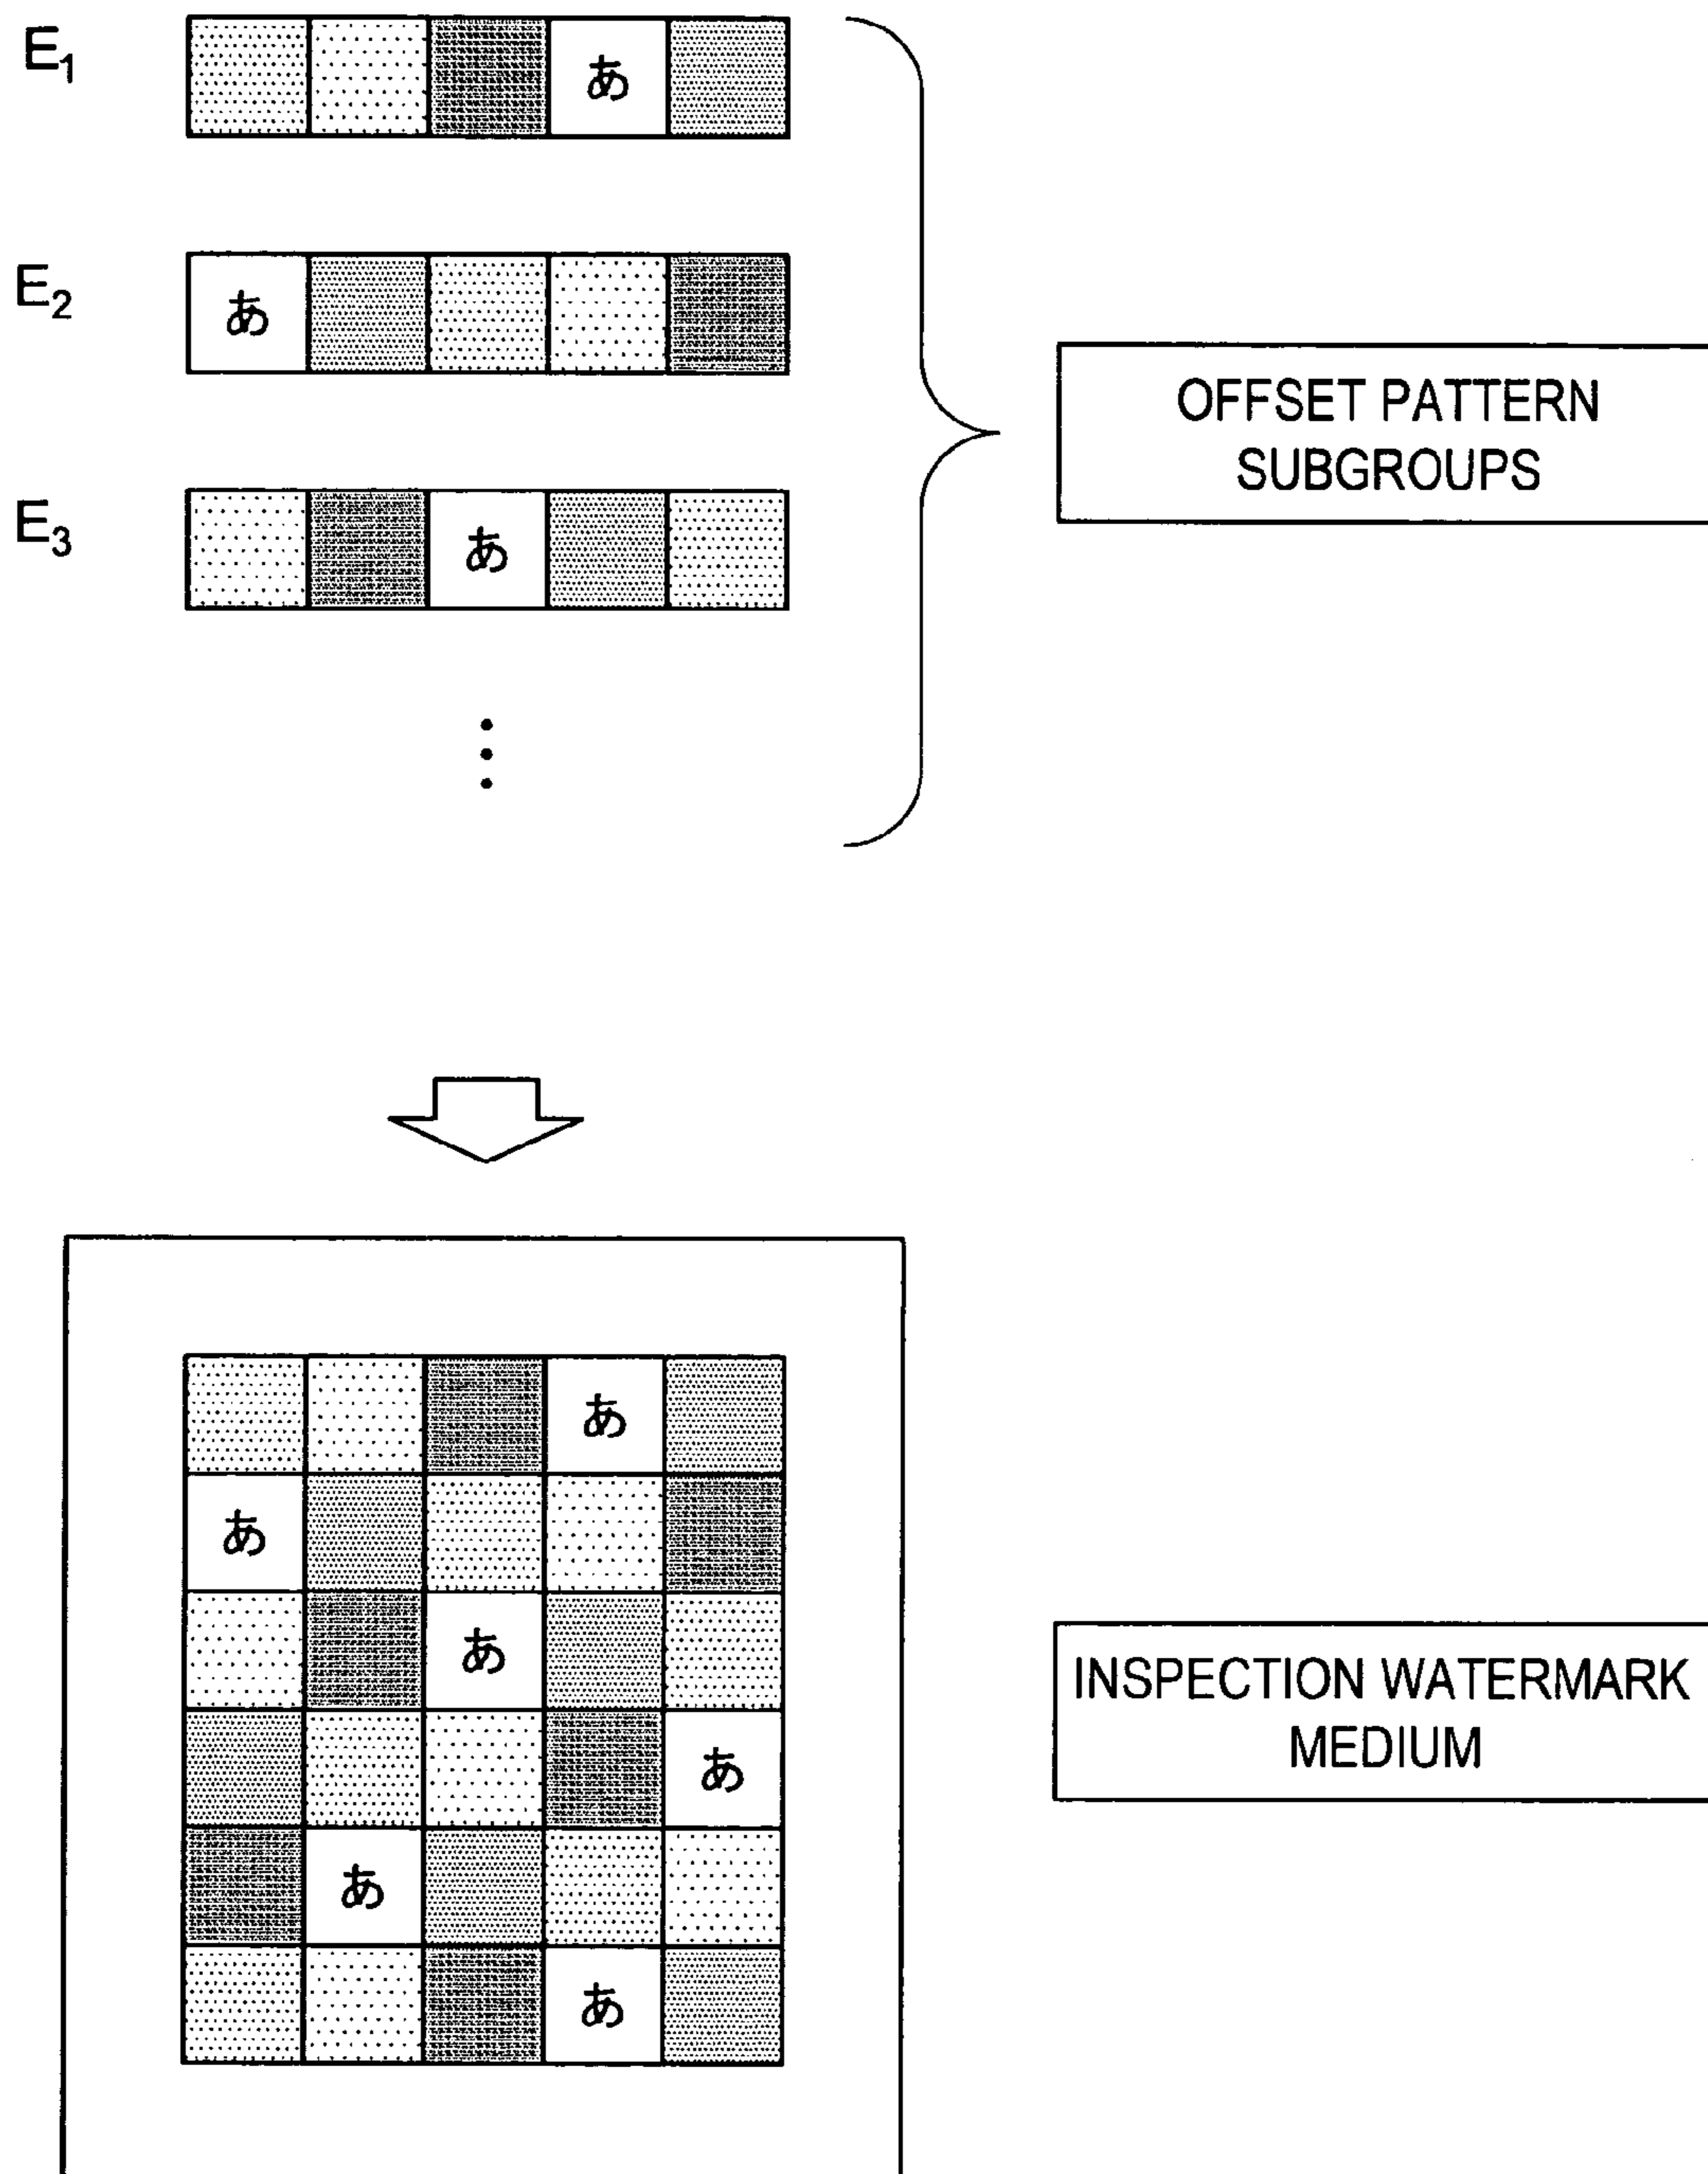 E₁
あ
E₂
あ
OFFSET PATTERN
SUBGROUPS
E₃
あ
あ
あ
あ
INSPECTION WATERMARK
MEDIUM
あ
あ
あ